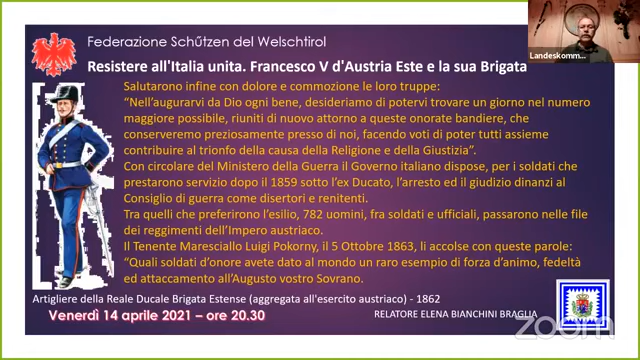 Federazione Schűtzen del Welschtirol
Landeskomm...
Resistere all'Italia unita. Francesco V d'Austria Este e la sua Brigata
Salutarono infine con dolore e commozione le loro truppe:
“Nell’augurarvi da Dio ogni bene, desideriamo di potervi trovare un giorno nel numero
maggiore possibile, riuniti di nuovo attorno a queste onorate bandiere, che
conserveremo preziosamente presso di noi, facendo voti di poter tutti assieme
contribuire al trionfo della causa della Religione e della Giustizia”.
Con circolare del Ministero della Guerra il Governo italiano dispose, per i soldati che
prestarono servizio dopo il 1859 sotto l’ex Ducato, l’arresto ed il giudizio dinanzi al
Consiglio di guerra come disertori e renitenti.
Tra quelli che preferirono l’esilio, 782 uomini, fra soldati e ufficiali, passarono nelle file
dei reggimenti dell’Impero austriaco.
Il Tenente Maresciallo Luigi Pokorny, il 5 Ottobre 1863, li accolse con queste parole:
“Quali soldati d’onore avete dato al mondo un raro esempio di forza d’animo, fedeltà
ed attaccamento all’Augusto vostro Sovrano.
Artigliere della Reale Ducale Brigata Estense (aggregata all'esercito austriaco) - 1862
Venerdì 14 aprile 2021 – ore 20.30
RELATORE ELENA BIANCHINI BRAGLIA
zoom